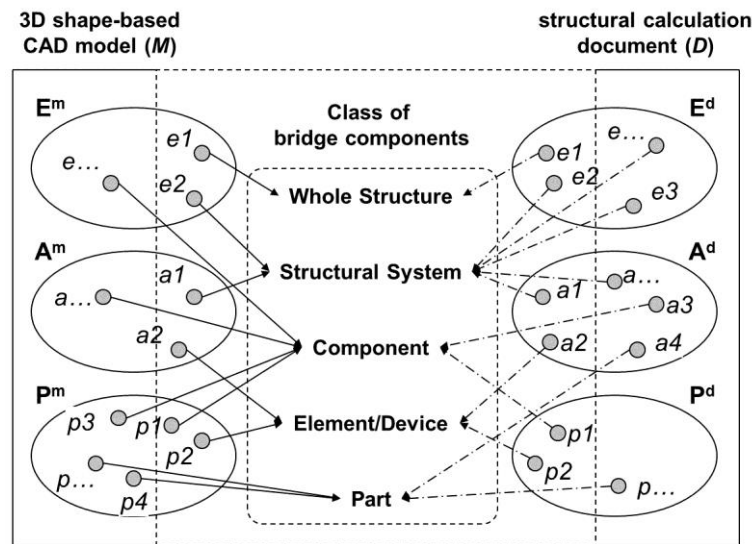 3D shape-based
CAD model (M)
structural calculation
document (D)
Class of
bridge components
Whole Structure
Structural System
Component
Element/Device
Part
Eᵐ
e1
e…
e2
Aᵐ
a1
a…
a2
Pᵐ
p3
p1
p2
p…
p4
Eᵈ
e…
e1
e2
e3
Aᵈ
a…
a1
a3
a2
a4
Pᵈ
p1
p2
p…